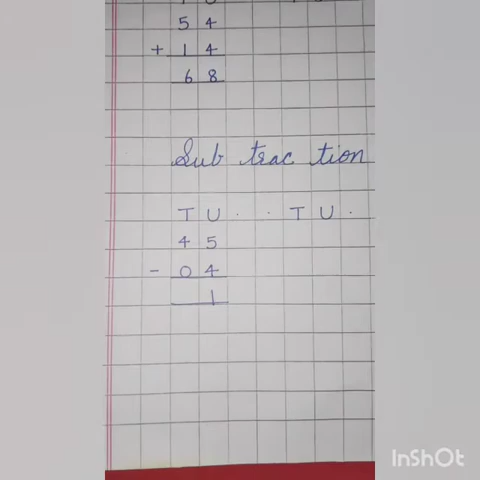 5 4
+ 1 4
6 8
Sub trac tion
T U . . T U .
4 5
- 0 4
1
InShOt